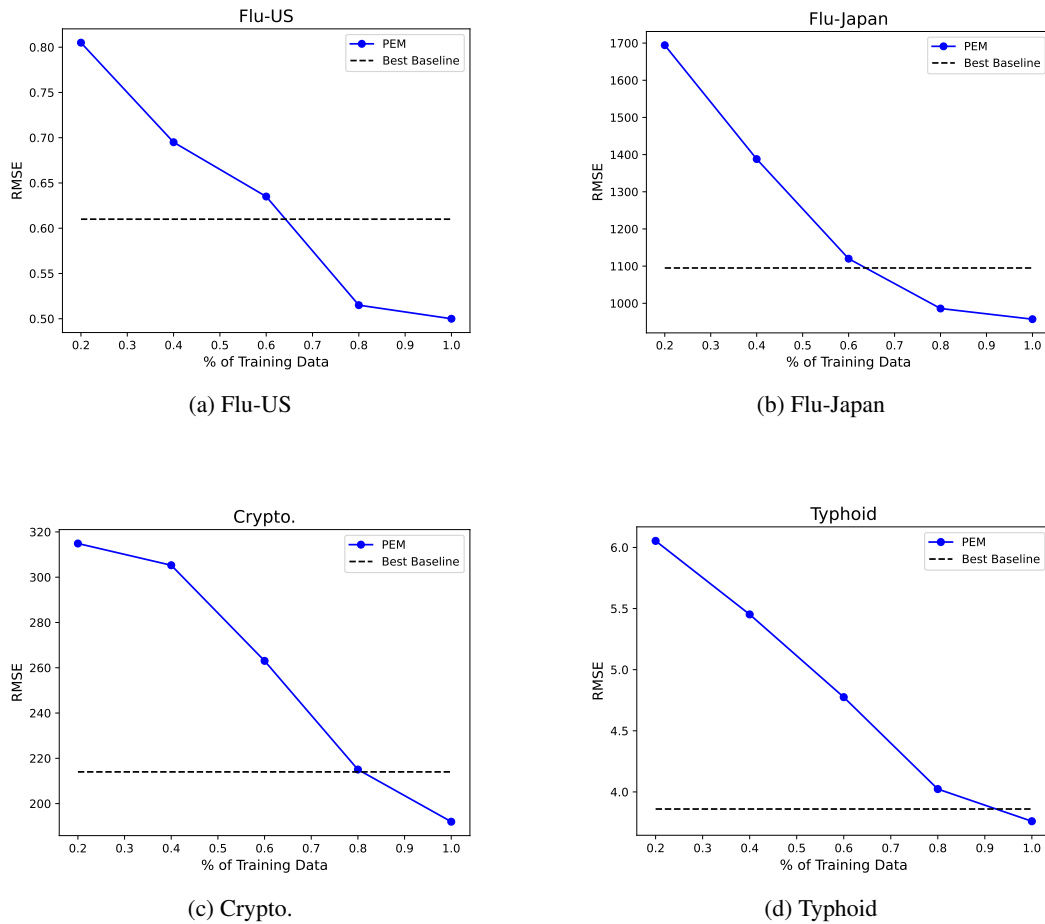 Flu-US
0.80
0.75
0.70
0.65
0.60
0.55
0.50
RMSE
PEM
Best Baseline
0.2 0.3 0.4 0.5 0.6 0.7 0.8 0.9 1.0
% of Training Data
(a) Flu-US
Flu-Japan
1700
1600
1500
1400
1300
1200
1100
1000
RMSE
PEM
Best Baseline
0.2 0.3 0.4 0.5 0.6 0.7 0.8 0.9 1.0
% of Training Data
(b) Flu-Japan
Crypto.
320
300
280
260
240
220
200
RMSE
PEM
Best Baseline
0.2 0.3 0.4 0.5 0.6 0.7 0.8 0.9 1.0
% of Training Data
(c) Crypto.
Typhoid
6.0
5.5
5.0
4.5
4.0
RMSE
PEM
Best Baseline
0.2 0.3 0.4 0.5 0.6 0.7 0.8 0.9 1.0
% of Training Data
(d) Typhoid